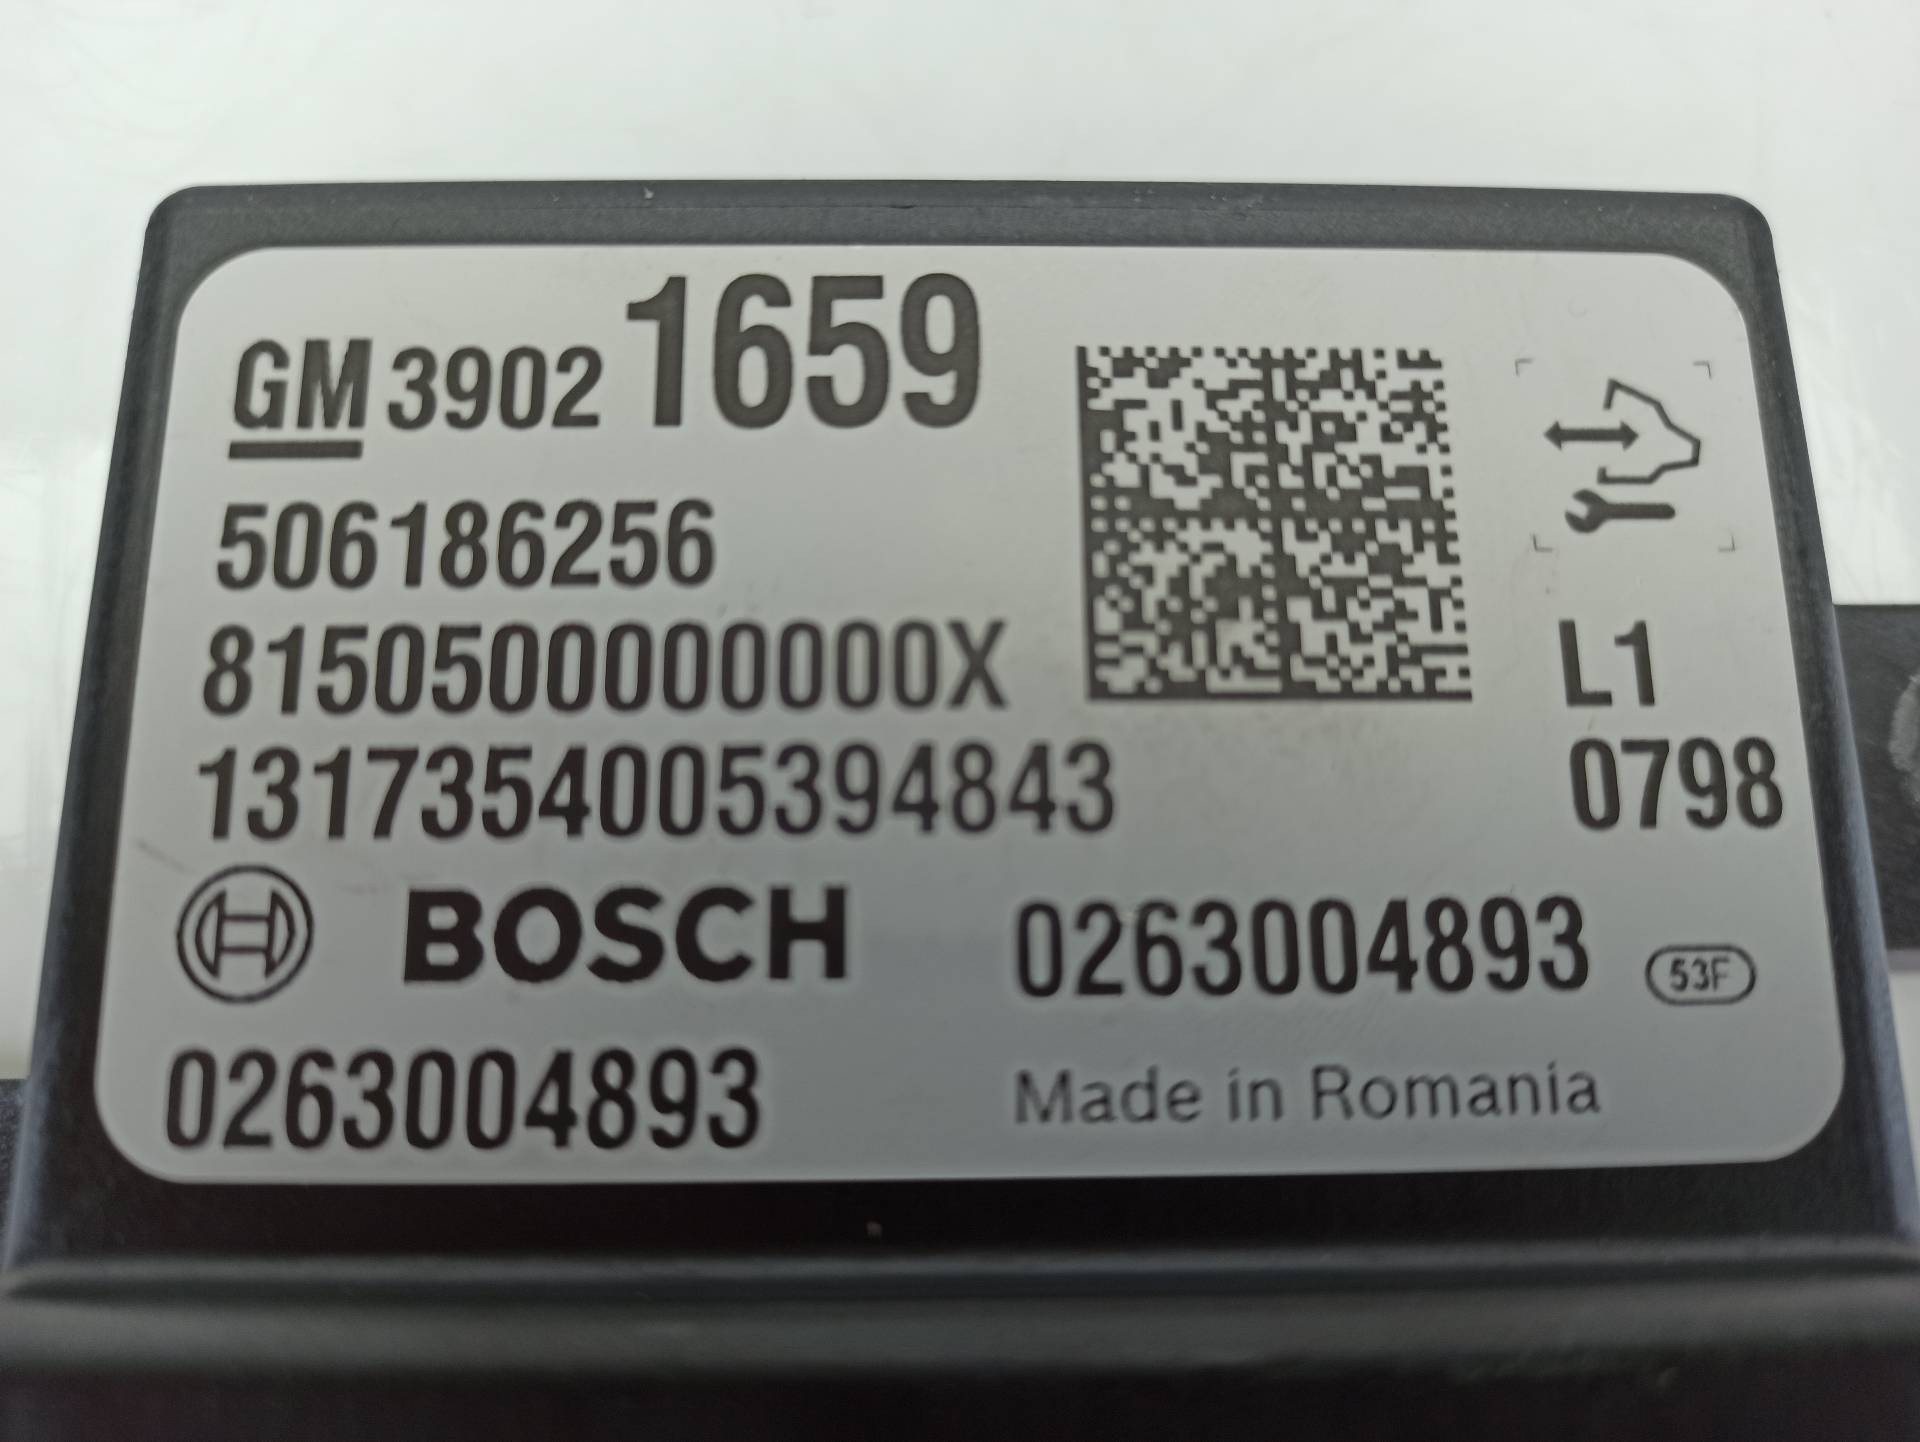 GM 3902 1659
506186256
81505000000000X
1317354005394843
L1
0798
BOSCH 0263004893 53F
0263004893 Made in Romania